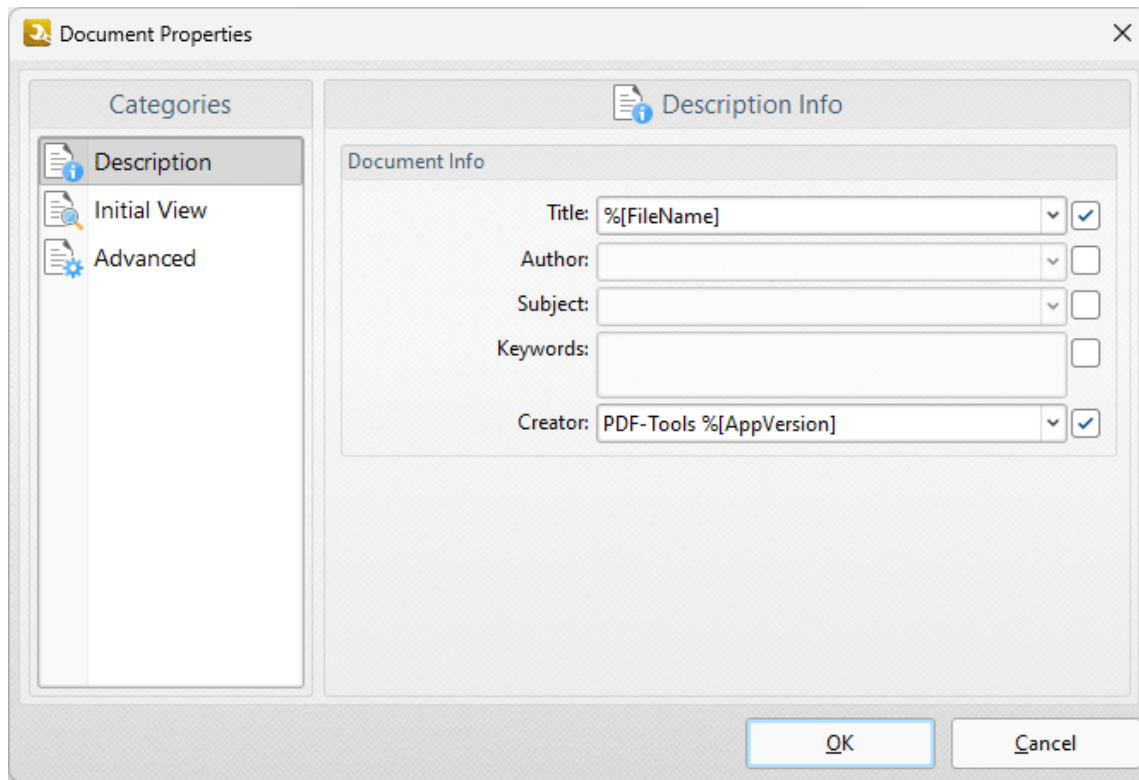 Document Properties
Categories
Description
Initial View
Advanced
Description Info
Document Info
Title: %[FileName]
Author:
Subject:
Keywords:
Creator: PDF-Tools %[AppVersion]
OK Cancel